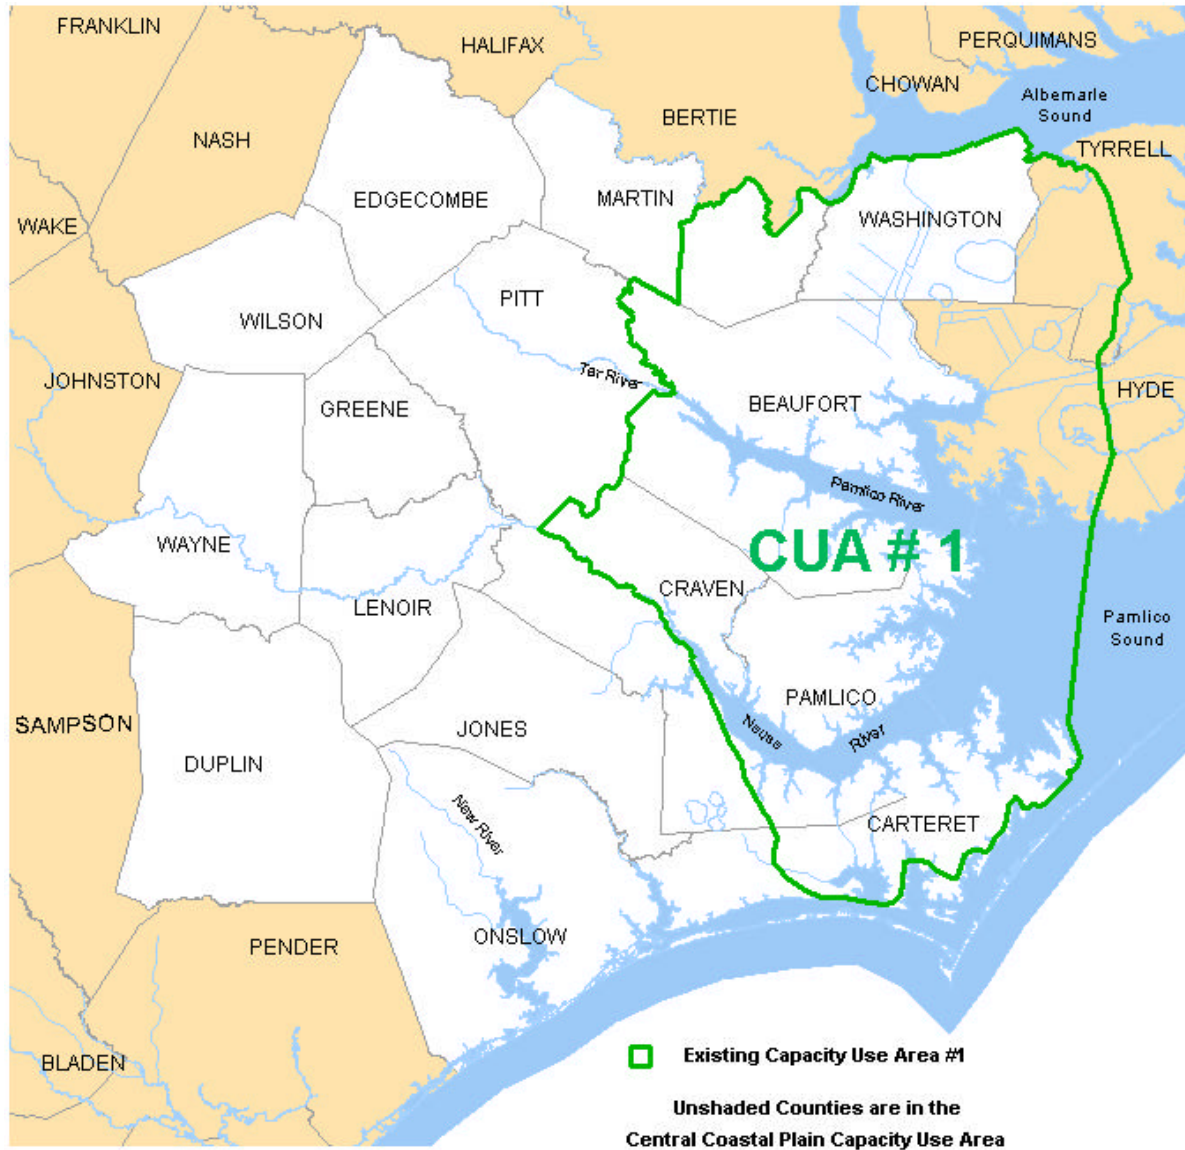 FRANKLIN
HALIFAX
PERQUIMANS
CHOWAN
Albemarle
Sound
BERTIE
NASH
TYRRELL
EDGECOMBE
MARTIN
WASHINGTON
WAKE
PITT
WILSON
Tar River
JOHNSTON
HYDE
GREENE
BEAUFORT
Pamlico River
WAYNE
CUA # 1
CRAVEN
LENOIR
Pamlico
Sound
PAMLICO
SAMPSON
JONES
Neuse
River
DUPLIN
New River
CARTERET
ONSLOW
PENDER
BLADEN
Existing Capacity Use Area #1
Unshaded Counties are in the
Central Coastal Plain Capacity Use Area